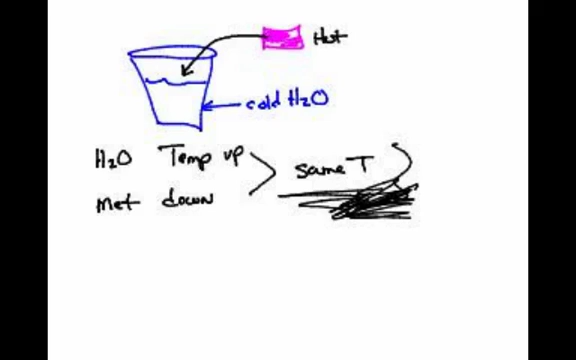 Hot
cold H₂O
H₂O Temp up
same T
Met down